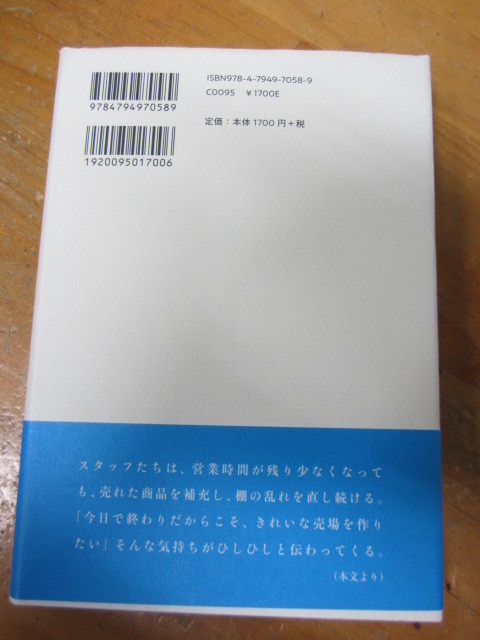 ISBN978-4-7949-7058-9
C0095 ¥1700E
9784794970589
定価：本体1700円＋税
1920095017006
スタッフたちは、営業時間が残り少なくなって
も、売れた商品を補充し、棚の乱れを直し続ける。
「今日で終わりだからこそ、きれいな売場を作り
たい」そんな気持ちがひしひしと伝わってくる。
（本文より）